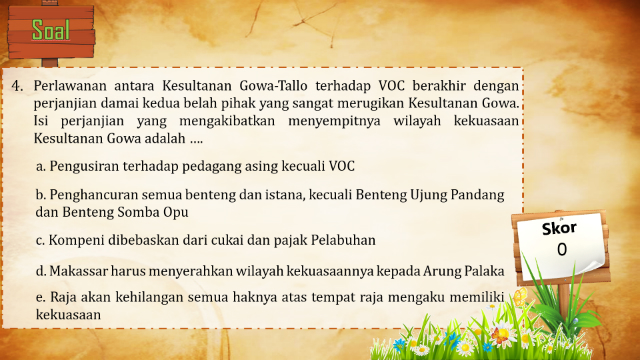 Soal
4. Perlawanan antara Kesultanan Gowa-Tallo terhadap VOC berakhir dengan
perjanjian damai kedua belah pihak yang sangat merugikan Kesultanan Gowa.
Isi perjanjian yang mengakibatkan menyempitnya wilayah kekuasaan
Kesultanan Gowa adalah ....
a. Pengusiran terhadap pedagang asing kecuali VOC
b. Penghancuran semua benteng dan istana, kecuali Benteng Ujung Pandang
dan Benteng Somba Opu
c. Kompeni dibebaskan dari cukai dan pajak Pelabuhan
d. Makassar harus menyerahkan wilayah kekuasaannya kepada Arung Palaka
e. Raja akan kehilangan semua haknya atas tempat raja mengaku memiliki
kekuasaan
Skor
0